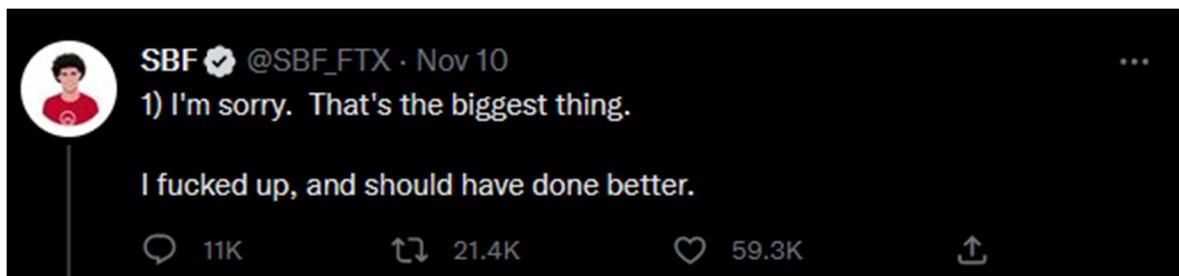 SBF @SBF_FTX · Nov 10
1) I'm sorry.  That's the biggest thing.
I fucked up, and should have done better.
11K 21.4K 59.3K